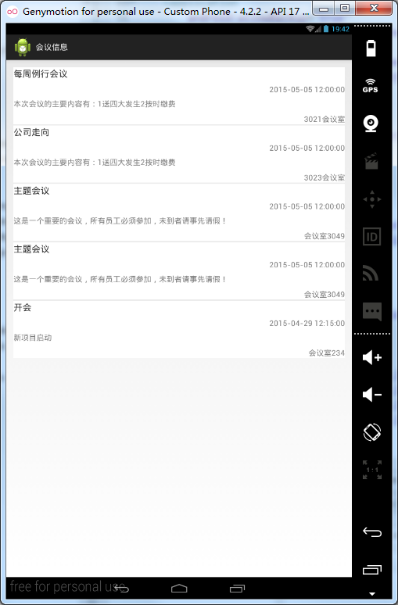 Genymotion for personal use - Custom Phone - 4.2.2 - API 17 ...
19:42
会议信息
GPS
每周例行会议
2015-05-05 12:00:00
本次会议的主要内容有：1送四大发生2按时缴费
3021会议室
公司走向
2015-05-05 12:00:00
本次会议的主要内容有：1送四大发生2按时缴费
3023会议室
主题会议
2015-05-05 12:00:00
这是一个重要的会议，所有员工必须参加，未到者请事先请假！
会议室3049
主题会议
2015-05-05 12:00:00
这是一个重要的会议，所有员工必须参加，未到者请事先请假！
会议室3049
开会
2015-04-29 12:15:00
新项目启动
会议室234
ID
1:1
free for personal use